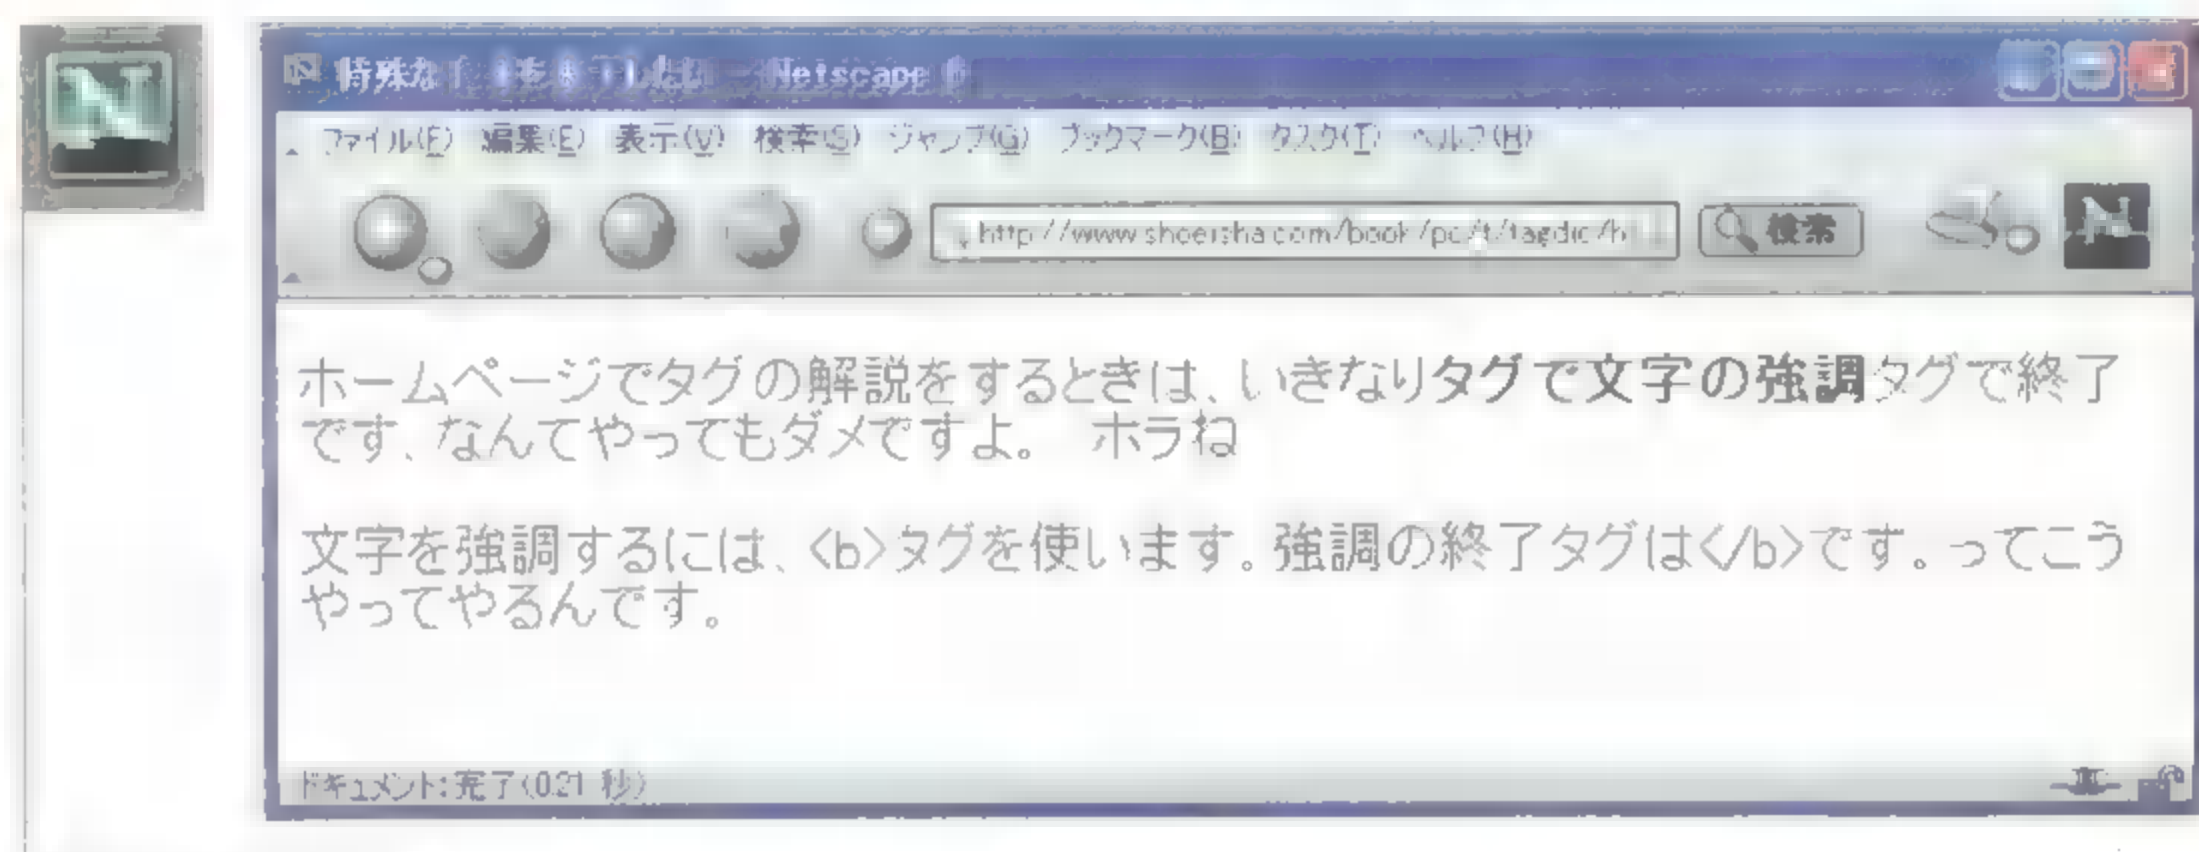 特殊な Netscape 6
ファイル(F) 編集(E) 表示(V) 検索(S) ジャンプ(G) ブックマーク(B) タスク(T) ヘルプ(H)
http://www.shoeisha.com/book/pc/t/tagdic/h 検索
ホームページでタグの解説をするときは、いきなりタグで文字の強調タグで終了
です、なんてやってもダメですよ。 ホラね
文字を強調するには、<b>タグを使います。強調の終了タグは</b>です。ってこう
やってやるんです。
ドキュメント:完了(0.21 秒)